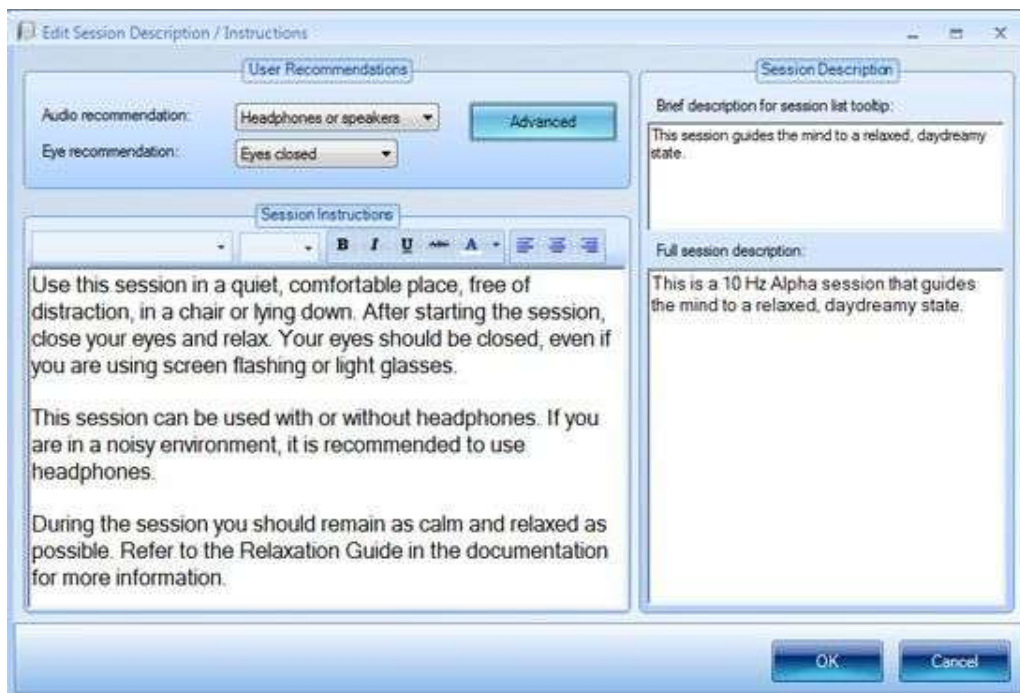 Edit Session Description / Instructions
User Recommendations
Audio recommendation:
Headphones or speakers
Advanced
Eye recommendation:
Eyes closed
Session Instructions
B I U abc A
Use this session in a quiet, comfortable place, free of
distraction, in a chair or lying down. After starting the session,
close your eyes and relax. Your eyes should be closed, even if
you are using screen flashing or light glasses.
This session can be used with or without headphones. If you
are in a noisy environment, it is recommended to use
headphones.
During the session you should remain as calm and relaxed as
possible. Refer to the Relaxation Guide in the documentation
for more information.
Session Description
Brief description for session list tooltip:
This session guides the mind to a relaxed, daydreamy
state.
Full session description:
This is a 10 Hz Alpha session that guides
the mind to a relaxed, daydreamy state.
OK
Cancel